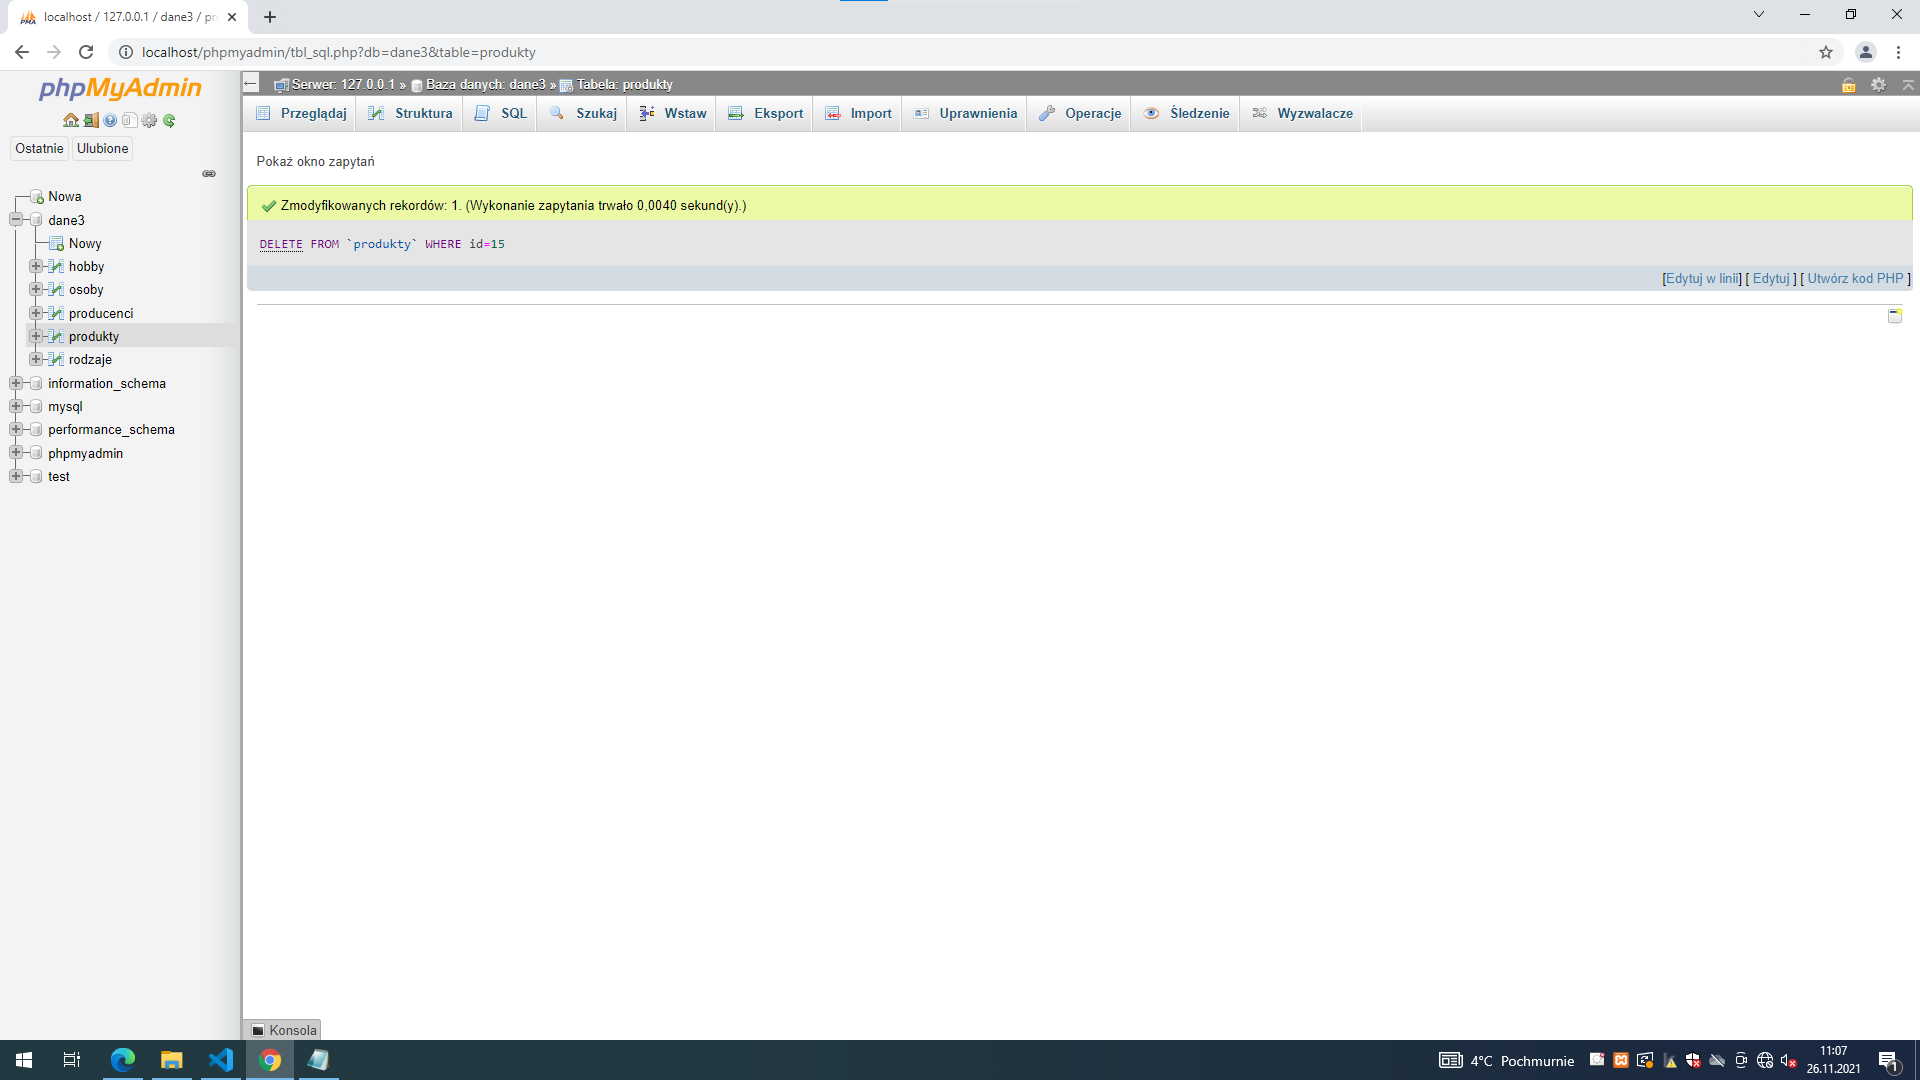 localhost / 127.0.0.1 / dane3 / pr
localhost/phpmyadmin/tbl_sql.php?db=dane3&table=produkty
phpMyAdmin
Ostatnie
Ulubione
Nowa
dane3
Nowy
hobby
osoby
producenci
produkty
rodzaje
information_schema
mysql
performance_schema
phpmyadmin
test
Serwer: 127.0.0.1 » Baza danych: dane3 » Tabela: produkty
Przeglądaj Struktura SQL Szukaj Wstaw Eksport Import Uprawnienia Operacje Śledzenie Wyzwalacze
Pokaż okno zapytań
Zmodyfikowanych rekordów: 1. (Wykonanie zapytania trwało 0,0040 sekund(y).)
DELETE FROM `produkty` WHERE id=15
[Edytuj w linii] [ Edytuj ] [ Utwórz kod PHP ]
Konsola
4°C Pochmurnie
11:07
26.11.2021
1